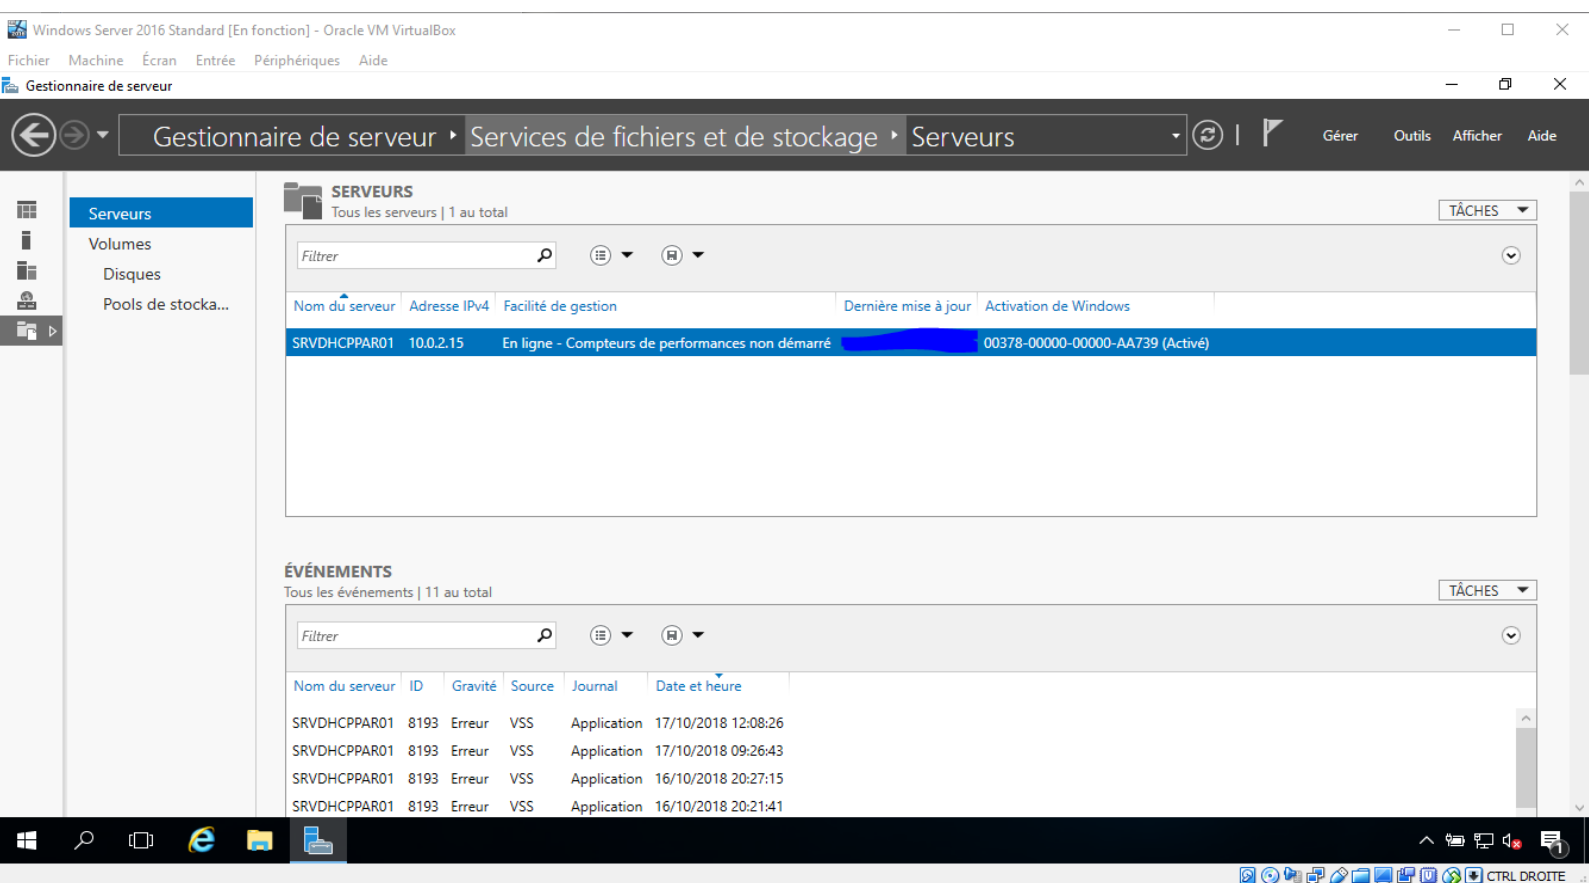 Windows Server 2016 Standard [En fonction] - Oracle VM VirtualBox
Fichier Machine Écran Entrée Périphériques Aide
Gestionnaire de serveur
Gestionnaire de serveur Services de fichiers et de stockage Serveurs Gérer Outils Afficher Aide
Serveurs
Volumes
Disques
Pools de stocka...
SERVEURS
Tous les serveurs | 1 au total
TÂCHES
Filtrer
Nom du serveur Adresse IPv4 Facilité de gestion Dernière mise à jour Activation de Windows
SRVDHCPPAR01 10.0.2.15 En ligne - Compteurs de performances non démarré 00378-00000-00000-AA739 (Activé)
ÉVÉNEMENTS
Tous les événements | 11 au total
TÂCHES
Filtrer
Nom du serveur ID Gravité Source Journal Date et heure
SRVDHCPPAR01 8193 Erreur VSS Application 17/10/2018 12:08:26
SRVDHCPPAR01 8193 Erreur VSS Application 17/10/2018 09:26:43
SRVDHCPPAR01 8193 Erreur VSS Application 16/10/2018 20:27:15
SRVDHCPPAR01 8193 Erreur VSS Application 16/10/2018 20:21:41
1
CTRL DROITE